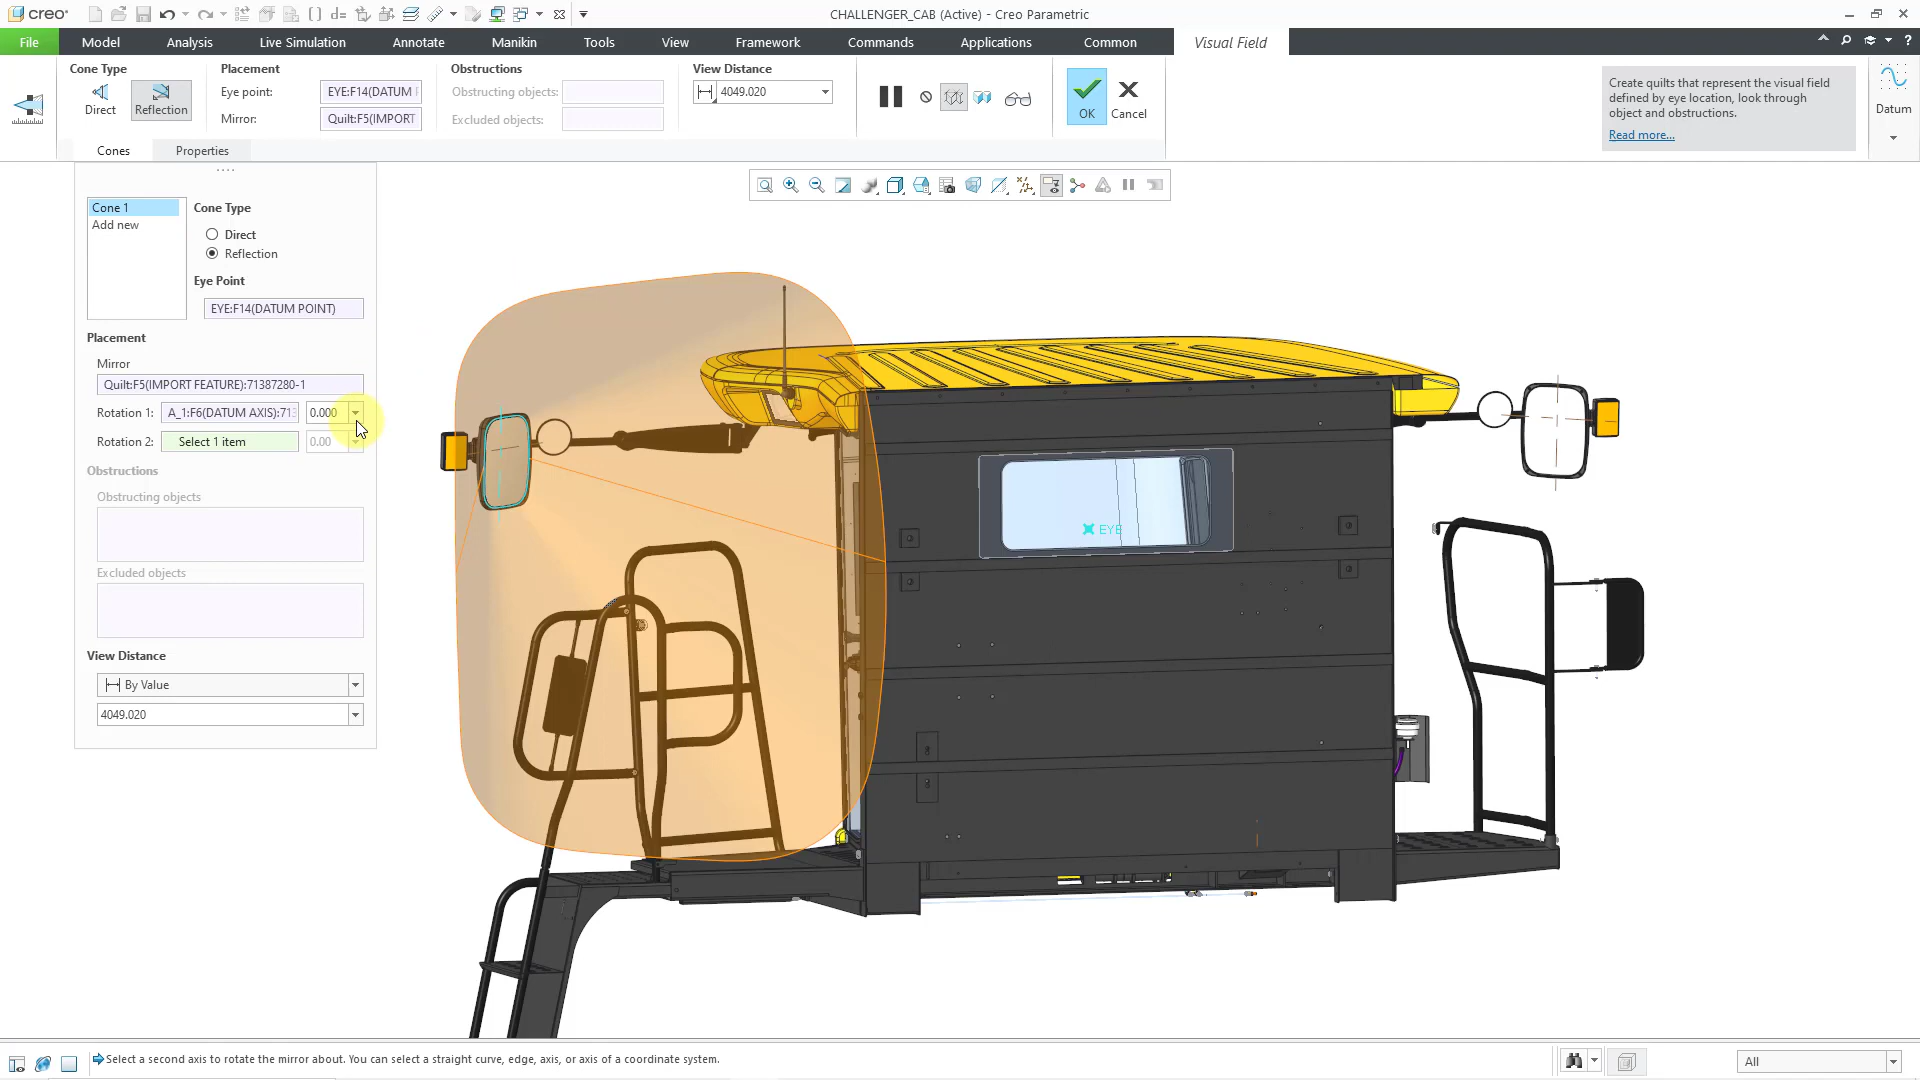 creo
CHALLENGER_CAB (Active) - Creo Parametric
File
Model
Analysis
Live Simulation
Annotate
Manikin
Tools
View
Framework
Commands
Applications
Common
Visual Field
Cone Type
Direct
Reflection
Placement
Eye point:
EYE:F14(DATUM
Mirror:
Quilt:F5(IMPORT
Obstructions
Obstructing objects:
Excluded objects:
View Distance
4049.020
OK
Cancel
Create quilts that represent the visual field
defined by eye location, look through
object and obstructions.
Read more...
Datum
Cones
Properties
Cone 1
Add new
Cone Type
Direct
Reflection
Eye Point
EYE:F14(DATUM POINT)
Placement
Mirror
Quilt:F5(IMPORT FEATURE):71387280-1
Rotation 1:
A_1:F6(DATUM AXIS):713
0.000
Rotation 2:
Select 1 item
0.00
Obstructions
Obstructing objects
Excluded objects
View Distance
By Value
4049.020
EYE
Select a second axis to rotate the mirror about. You can select a straight curve, edge, axis, or axis of a coordinate system.
All